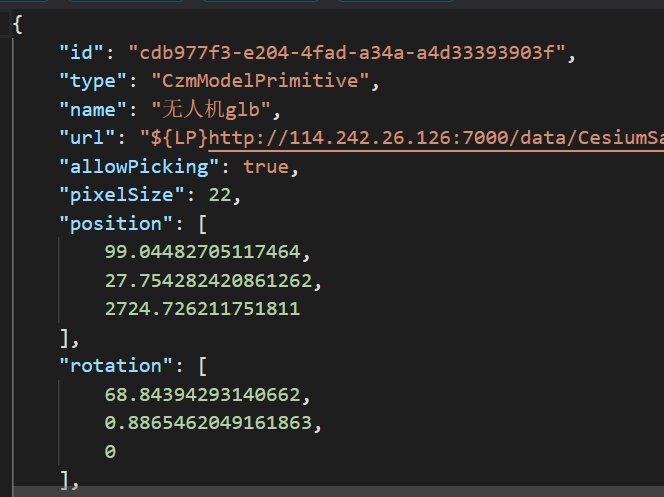 {
"id": "cdb977f3-e204-4fad-a34a-a4d33393903f",
"type": "CzmModelPrimitive",
"name": "无人机glb",
"url": "${LP}http://114.242.26.126:7000/data/CesiumSa
"allowPicking": true,
"pixelSize": 22,
"position": [
99.04482705117464,
27.754282420861262,
2724.726211751811
],
"rotation": [
68.84394293140662,
0.8865462049161863,
0
],